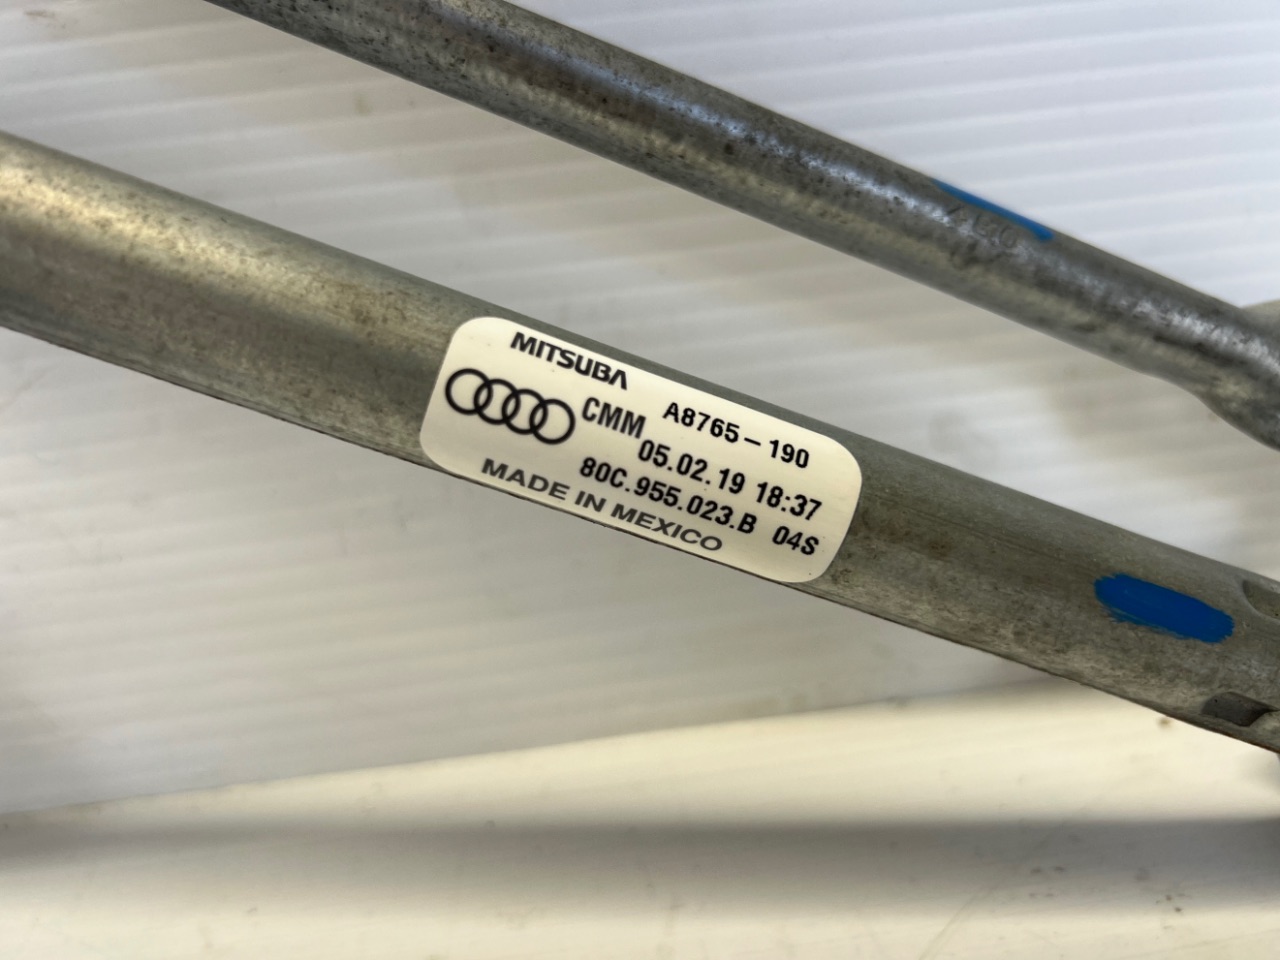 MITSUBA
CMM A8765-190
05.02.19 18:37
80C.955.023.B 04S
MADE IN MEXICO